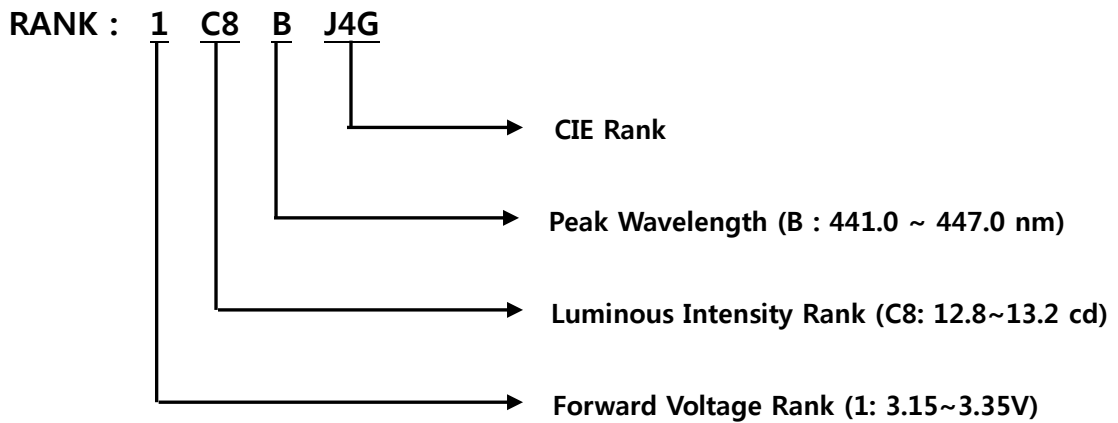 RANK : 1 C8 B J4G
CIE Rank
Peak Wavelength (B : 441.0 ~ 447.0 nm)
Luminous Intensity Rank (C8: 12.8~13.2 cd)
Forward Voltage Rank (1: 3.15~3.35V)